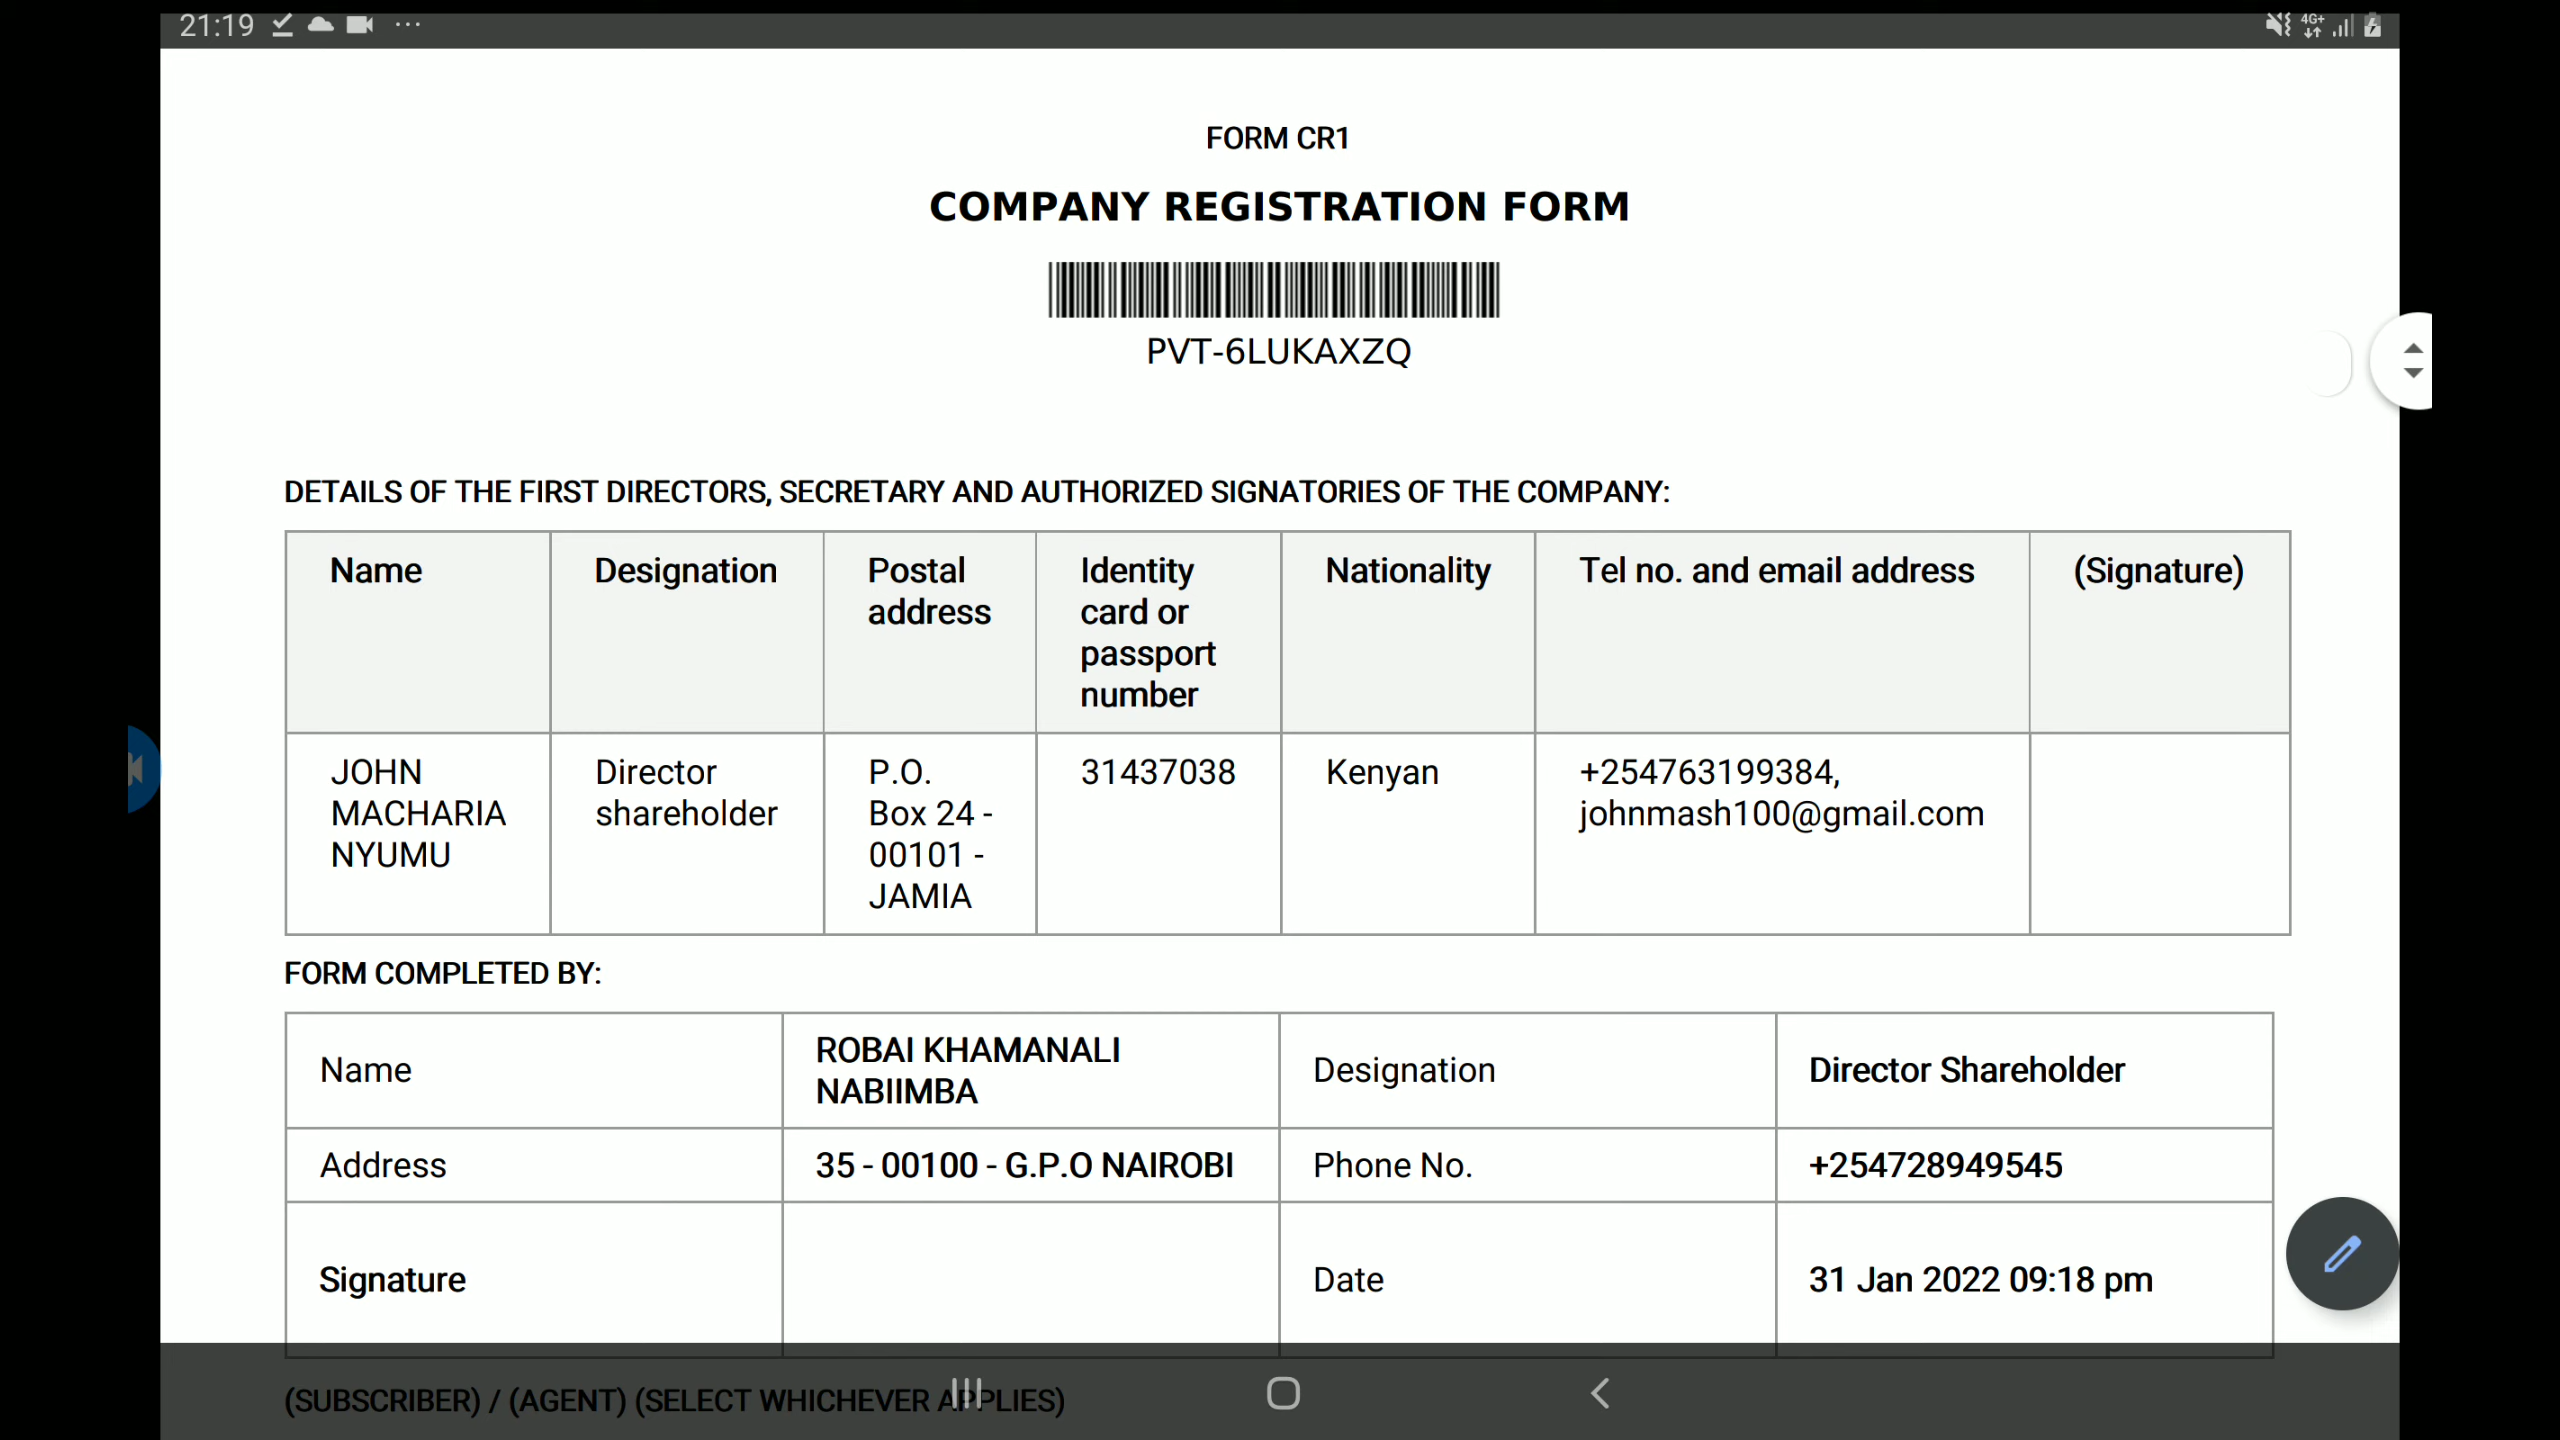 21:19
4G+
FORM CR1
COMPANY REGISTRATION FORM
PVT-6LUKAXZQ
DETAILS OF THE FIRST DIRECTORS, SECRETARY AND AUTHORIZED SIGNATORIES OF THE COMPANY:
Name
Designation
Postal
address
Identity
card or
passport
number
Nationality
Tel no. and email address
(Signature)
JOHN
MACHARIA
NYUMU
Director
shareholder
P.O.
Box 24 -
00101 -
JAMIA
31437038
Kenyan
+254763199384,
johnmash100@gmail.com
FORM COMPLETED BY:
Name
ROBAI KHAMANALI
NABIIMBA
Designation
Director Shareholder
Address
35 - 00100 - G.P.O NAIROBI
Phone No.
+254728949545
Signature
Date
31 Jan 2022 09:18 pm
(SUBSCRIBER) / (AGENT) (SELECT WHICHEVER APPLIES)